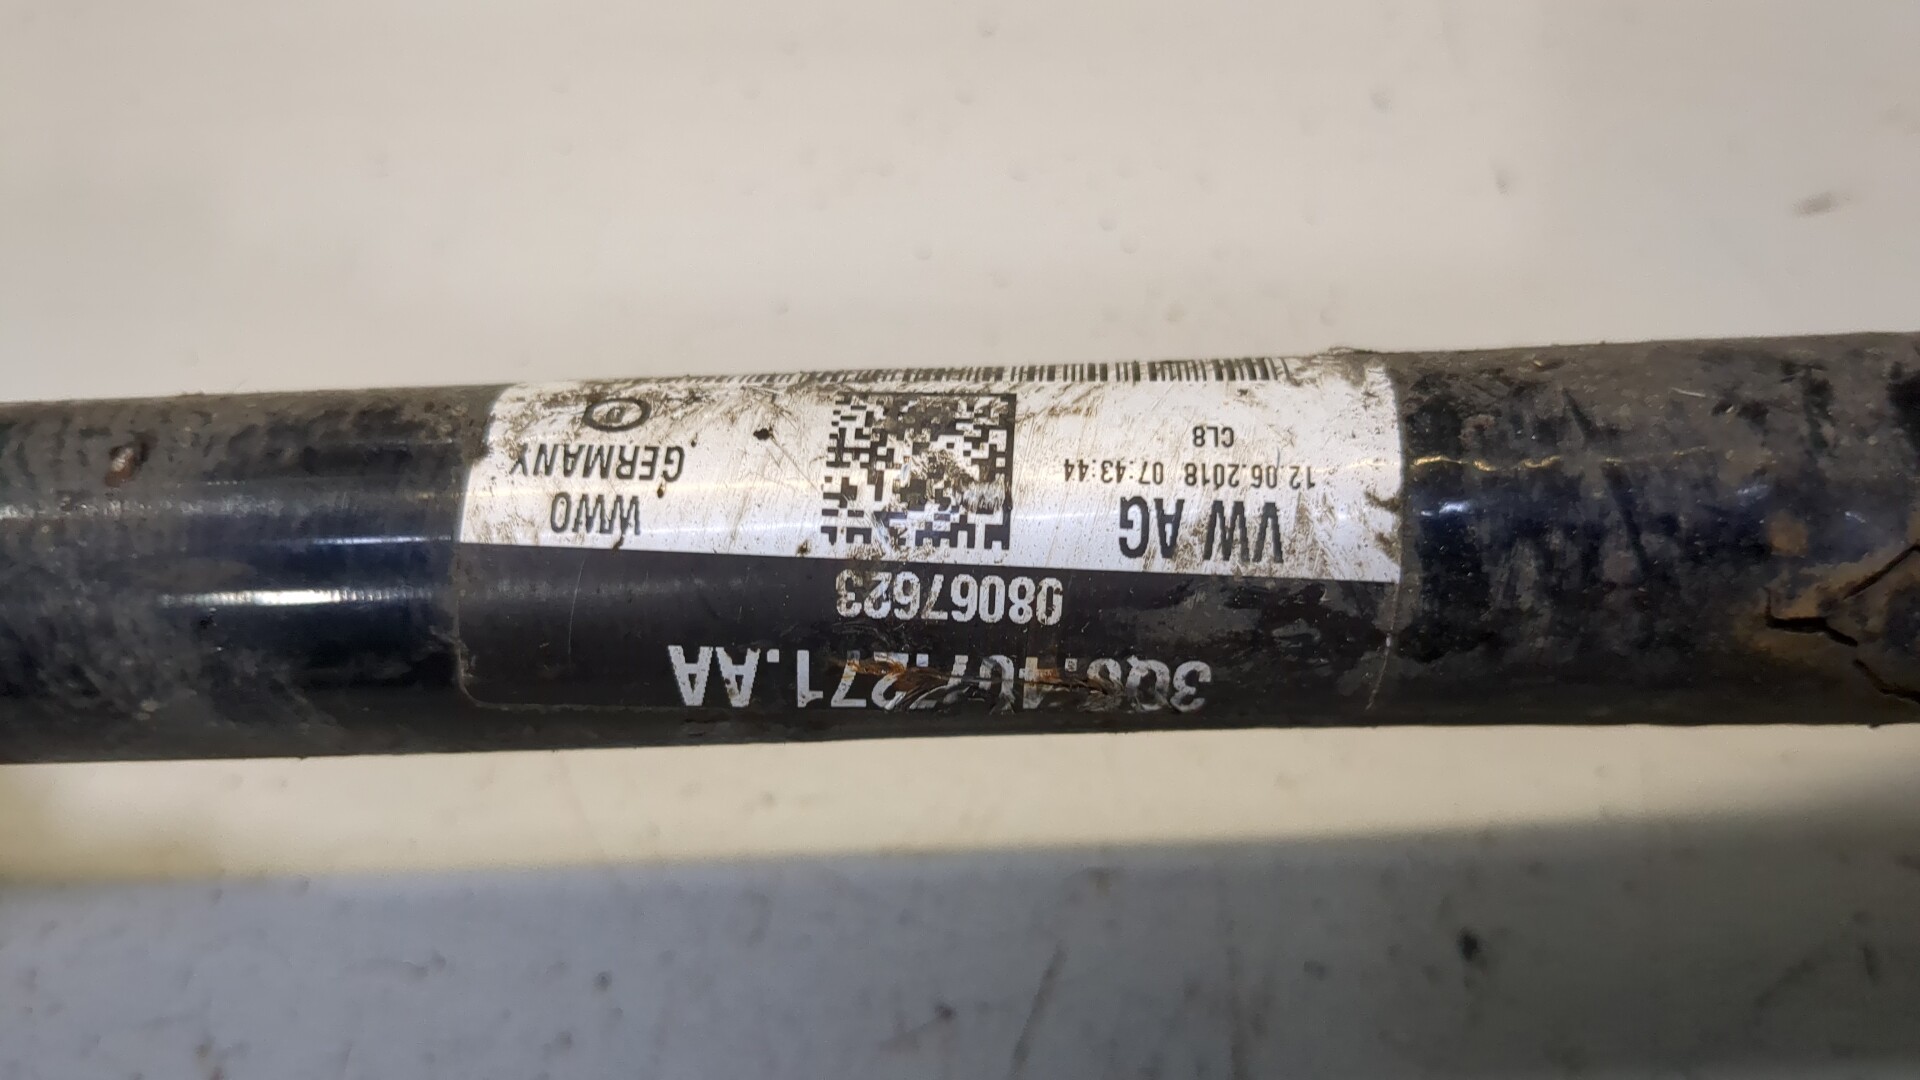 3Q0.407.271.AA
08067623
VW AG
12.06.2018 07:43:44
CL8
WWO
GERMANY
D